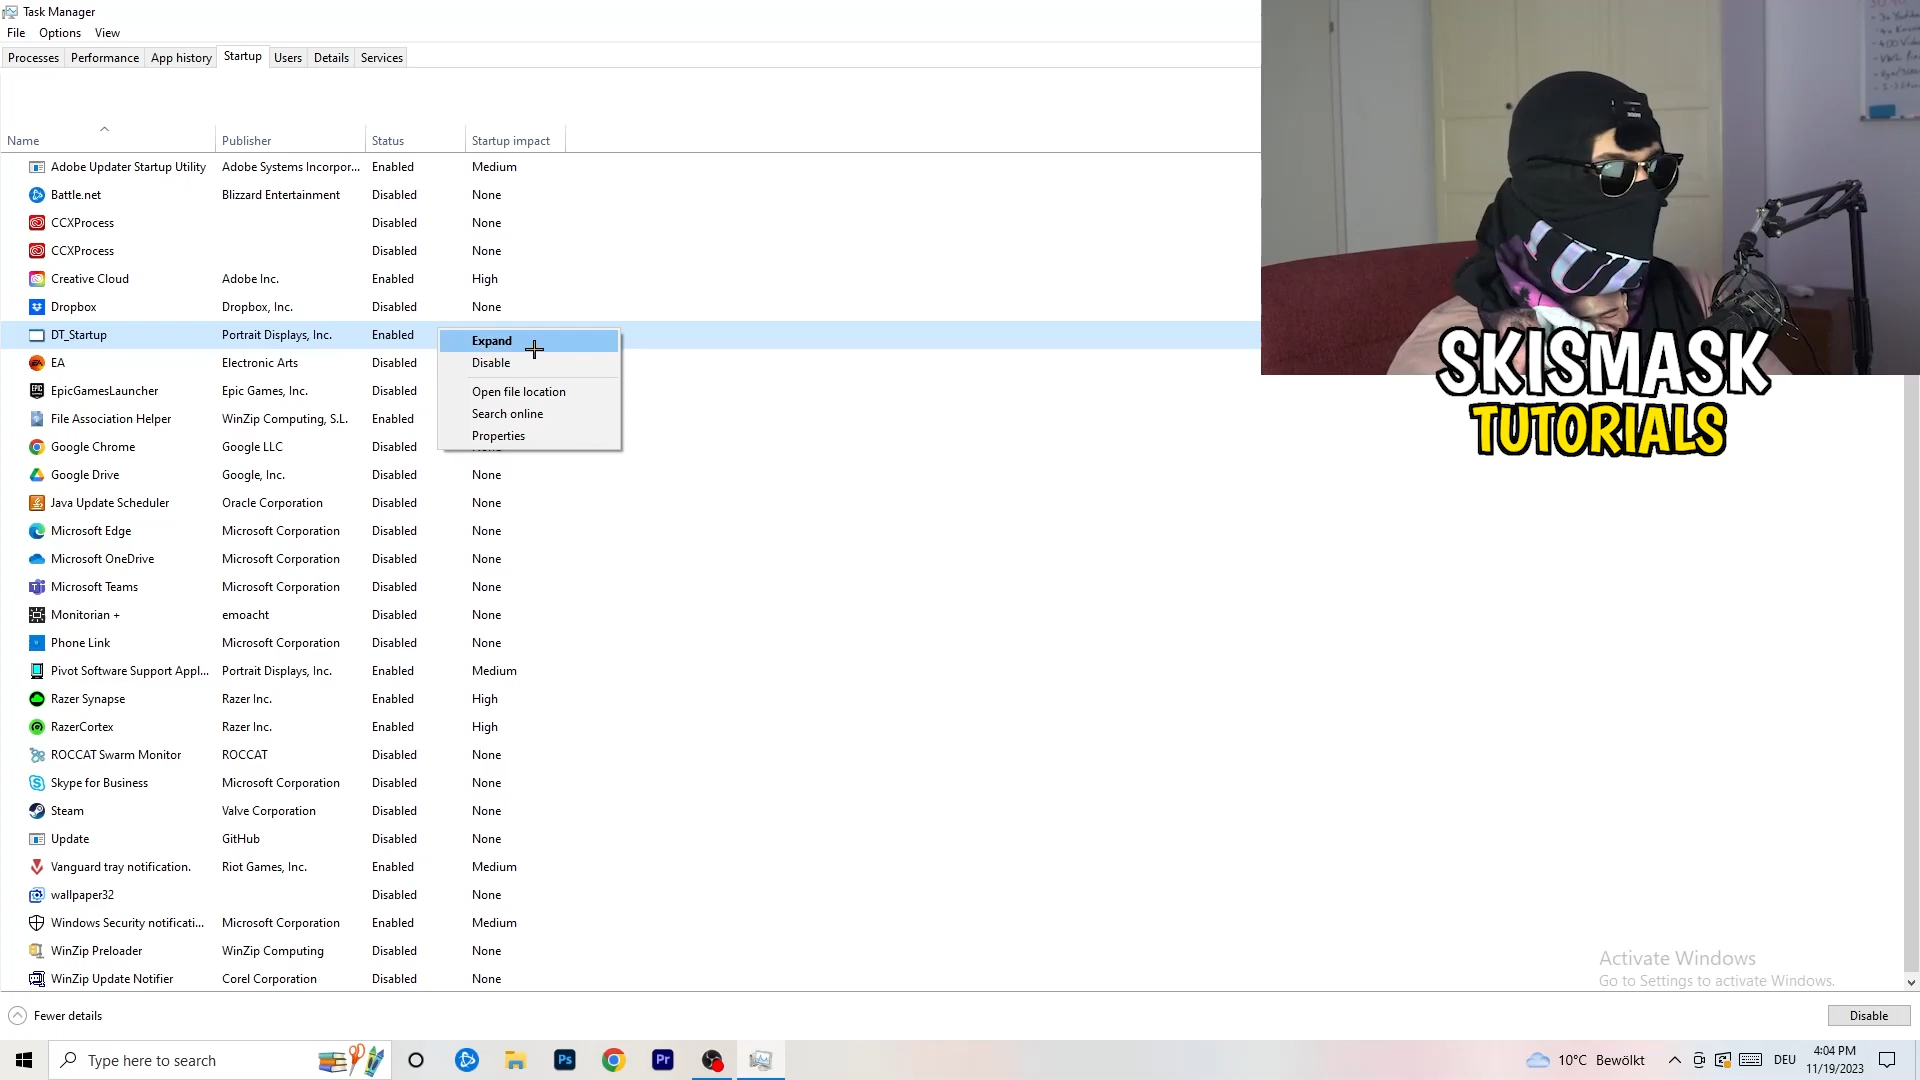 Task Manager
File Options View
Processes Performance App history Startup Users Details Services
Name Publisher Status Startup impact
Adobe Updater Startup Utility Adobe Systems Incorpor... Enabled Medium
Battle.net Blizzard Entertainment Disabled None
CCXProcess Disabled None
CCXProcess Disabled None
Creative Cloud Adobe Inc. Enabled High
Dropbox Dropbox, Inc. Disabled None
DT_Startup Portrait Displays, Inc. Enabled
EA Electronic Arts Disabled
EpicGamesLauncher Epic Games, Inc. Disabled
File Association Helper WinZip Computing, S.L. Enabled
Google Chrome Google LLC Disabled
Google Drive Google, Inc. Disabled None
Java Update Scheduler Oracle Corporation Disabled None
Microsoft Edge Microsoft Corporation Disabled None
Microsoft OneDrive Microsoft Corporation Disabled None
Microsoft Teams Microsoft Corporation Disabled None
Monitorian + emoacht Disabled None
Phone Link Microsoft Corporation Disabled None
Pivot Software Support Appl... Portrait Displays, Inc. Enabled Medium
Razer Synapse Razer Inc. Enabled High
RazerCortex Razer Inc. Enabled High
ROCCAT Swarm Monitor ROCCAT Disabled None
Skype for Business Microsoft Corporation Disabled None
Steam Valve Corporation Disabled None
Update GitHub Disabled None
Vanguard tray notification. Riot Games, Inc. Enabled Medium
wallpaper32 Disabled None
Windows Security notificati... Microsoft Corporation Enabled Medium
WinZip Preloader WinZip Computing Disabled None
WinZip Update Notifier Corel Corporation Disabled None
Expand
Disable
Open file location
Search online
Properties
SKISMASK
TUTORIALS
Activate Windows
Go to Settings to activate Windows.
Fewer details
Disable
Type here to search
Ps
Pr
10°C Bewölkt
DEU
4:04 PM
11/19/2023